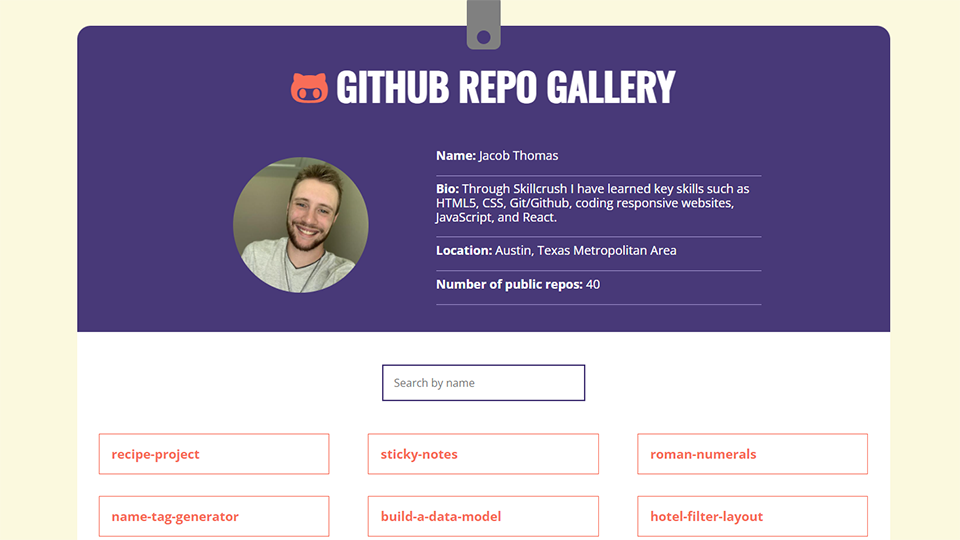 GITHUB REPO GALLERY
Name: Jacob Thomas
Bio: Through Skillcrush I have learned key skills such as
HTML5, CSS, Git/Github, coding responsive websites,
JavaScript, and React.
Location: Austin, Texas Metropolitan Area
Number of public repos: 40
Search by name
recipe-project
sticky-notes
roman-numerals
name-tag-generator
build-a-data-model
hotel-filter-layout